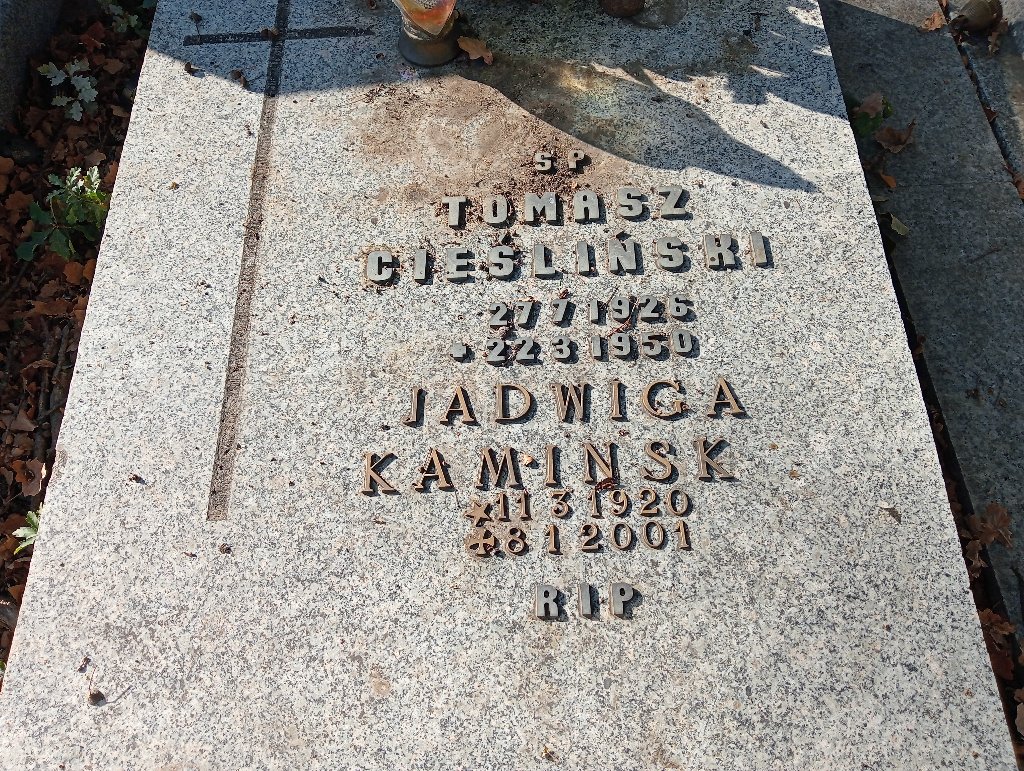 SP
TOMASZ
CIEŚLIŃSKI
27 7 1926
+ 22 3 1950
JADWIGA
KAMINSK
★ 11 3 1920
✠ 8 1 2001
RIP